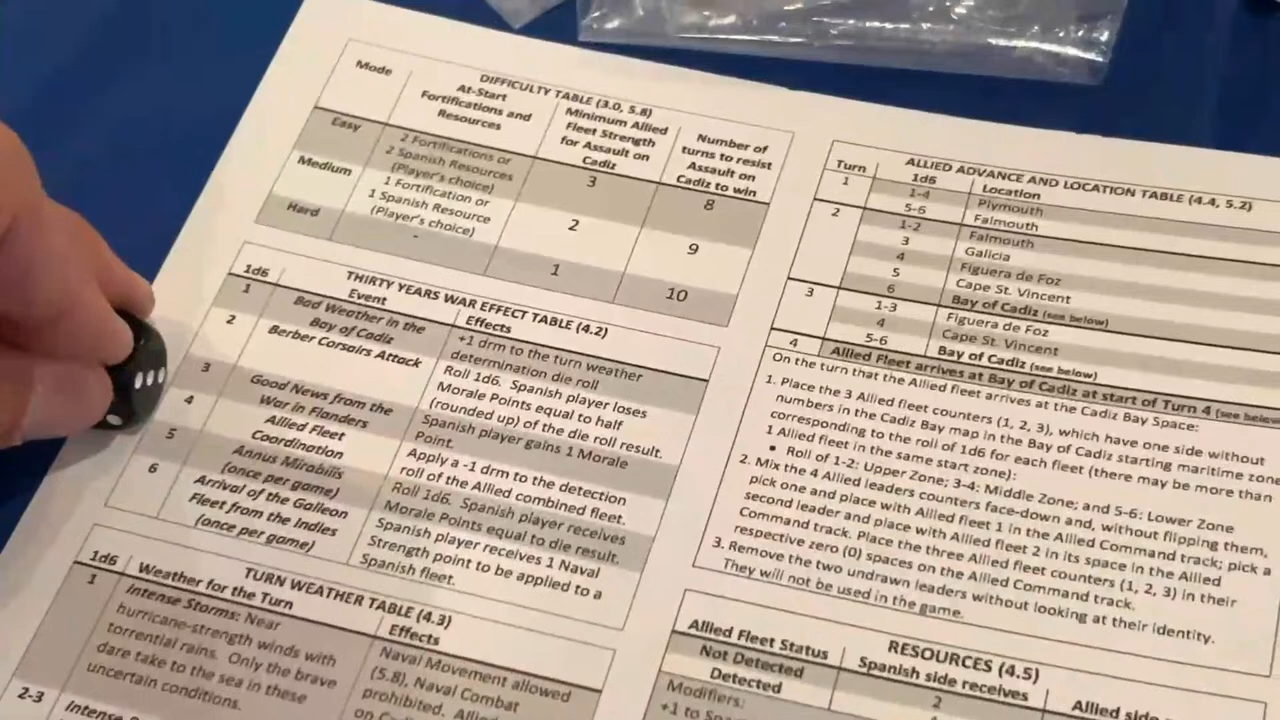 DIFFICULTY TABLE (3.0, 5.8)
Mode
At-Start
Fortifications and
Resources
Minimum Allied
Fleet Strength
for Assault on
Cadiz
Number of
turns to resist
Assault on
Cadiz to win
Easy
2 Fortifications or
2 Spanish Resources
(Player's choice)
3
8
Medium
1 Fortification or
1 Spanish Resource
(Player's choice)
2
9
Hard
-
1
10
THIRTY YEARS WAR EFFECT TABLE (4.2)
1d6
Event
Effects
1
Bad Weather in the
Bay of Cadiz
+1 drm to the turn weather
determination die roll
2
Berber Corsairs Attack
Roll 1d6. Spanish player loses
Morale Points equal to half
(rounded up) of the die roll result.
3
Good News from the
War in Flanders
Spanish player gains 1 Morale
Point.
4
Allied Fleet
Coordination
Apply a -1 drm to the detection
roll of the Allied combined fleet.
5
Annus Mirabilis
(once per game)
Roll 1d6. Spanish player receives
Morale Points equal to die result.
6
Arrival of the Galleon
Fleet from the Indies
(once per game)
Spanish player receives 1 Naval
Strength point to be applied to a
Spanish fleet.
TURN WEATHER TABLE (4.3)
1d6
Weather for the Turn
Effects
1
Intense Storms: Near
hurricane-strength winds with
torrential rains. Only the brave
dare take to the sea in these
uncertain conditions.
Naval Movement allowed
(5.8), Naval Combat
prohibited.
2-3
ALLIED ADVANCE AND LOCATION TABLE (4.4, 5.2)
Turn
1d6
Location
1
1-4
Plymouth
5-6
Falmouth
2
1-2
Falmouth
3
Galicia
4
Figuera de Foz
5
Cape St. Vincent
6
Bay of Cadiz (see below)
3
1-3
Figuera de Foz
4
Cape St. Vincent
5-6
Bay of Cadiz (see below)
4
Allied Fleet arrives at Bay of Cadiz at start of Turn 4 (see below
On the turn that the Allied fleet arrives at the Cadiz Bay Space:
1. Place the 3 Allied fleet counters (1, 2, 3), which have one side without
numbers in the Cadiz Bay map in the Bay of Cadiz starting maritime zone
corresponding to the roll of 1d6 for each fleet (there may be more than
1 Allied fleet in the same start zone):
• Roll of 1-2: Upper Zone; 3-4: Middle Zone; and 5-6: Lower Zone
2. Mix the 4 Allied leaders counters face-down and, without flipping them,
pick one and place with Allied fleet 1 in the Allied Command track; pick a
second leader and place with Allied fleet 2 in its space in the Allied
Command track. Place the three Allied fleet counters (1, 2, 3) in their
respective zero (0) spaces on the Allied Command track.
3. Remove the two undrawn leaders without looking at their identity.
They will not be used in the game.
RESOURCES (4.5)
Allied Fleet Status
Spanish side receives
Allied side
Not Detected
2
Detected
Modifiers: